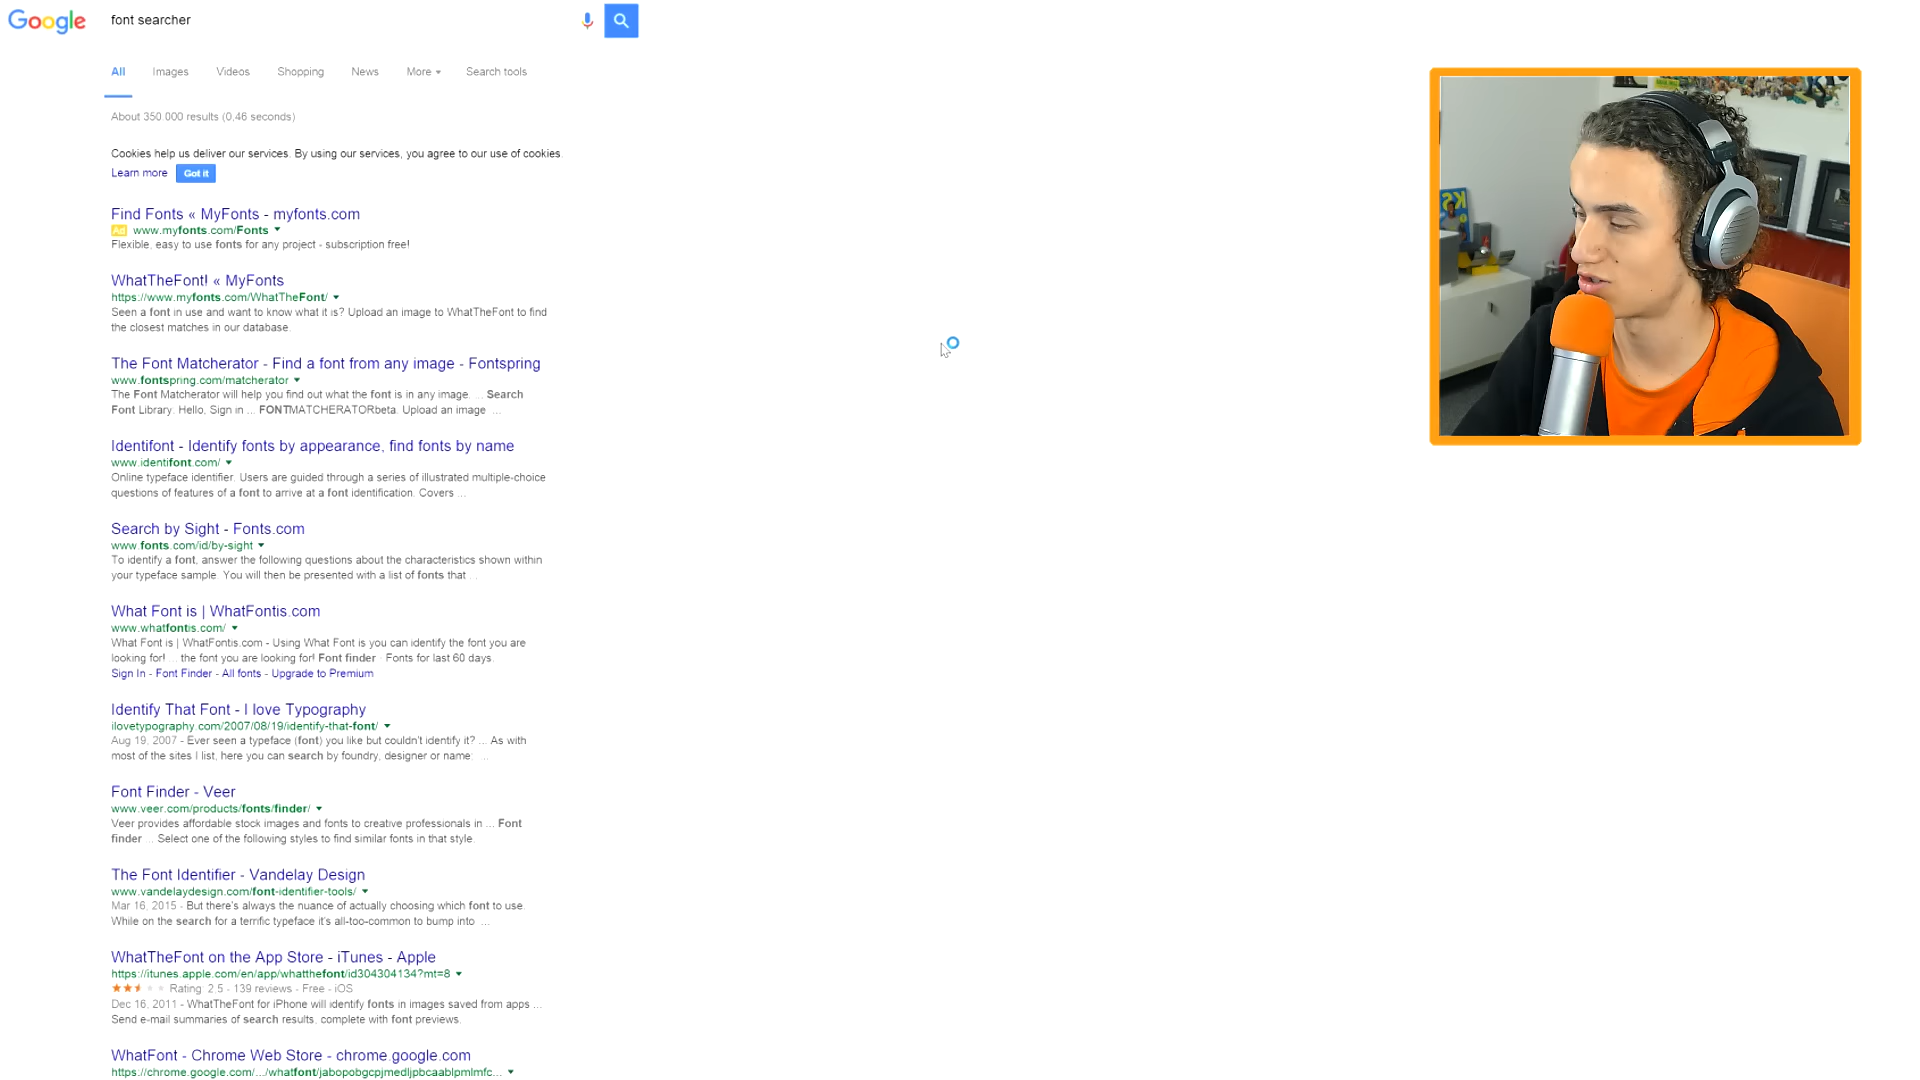 Google font searcher
All Images Videos Shopping News More Search tools
About 350.000 results (0,46 seconds)
Cookies help us deliver our services. By using our services, you agree to our use of cookies.
Learn more Got it
Find Fonts « MyFonts - myfonts.com
Ad www.myfonts.com/Fonts
Flexible, easy to use fonts for any project - subscription free!
WhatTheFont! « MyFonts
https://www.myfonts.com/WhatTheFont/
Seen a font in use and want to know what it is? Upload an image to WhatTheFont to find
the closest matches in our database.
The Font Matcherator - Find a font from any image - Fontspring
www.fontspring.com/matcherator
The Font Matcherator will help you find out what the font is in any image. ... Search
Font Library. Hello, Sign in ... FONTMATCHERATORbeta. Upload an image ...
Identifont - Identify fonts by appearance, find fonts by name
www.identifont.com/
Online typeface identifier. Users are guided through a series of illustrated multiple-choice
questions of features of a font to arrive at a font identification. Covers ...
Search by Sight - Fonts.com
www.fonts.com/id/by-sight
To identify a font, answer the following questions about the characteristics shown within
your typeface sample. You will then be presented with a list of fonts that ...
What Font is | WhatFontis.com
www.whatfontis.com/
What Font is | WhatFontis.com - Using What Font is you can identify the font you are
looking for! ... the font you are looking for! Font finder · Fonts for last 60 days.
Sign In - Font Finder - All fonts - Upgrade to Premium
Identify That Font - I love Typography
ilovetypography.com/2007/08/19/identify-that-font/
Aug 19, 2007 - Ever seen a typeface (font) you like but couldn't identify it? ... As with
most of the sites I list, here you can search by foundry, designer or name: ...
Font Finder - Veer
www.veer.com/products/fonts/finder/
Veer provides affordable stock images and fonts to creative professionals in ... Font
finder ... Select one of the following styles to find similar fonts in that style.
The Font Identifier - Vandelay Design
www.vandelaydesign.com/font-identifier-tools/
Mar 16, 2015 - But there's always the nuance of actually choosing which font to use.
While on the search for a terrific typeface it's all-too-common to bump into ...
WhatTheFont on the App Store - iTunes - Apple
https://itunes.apple.com/en/app/whatthefont/id304304134?mt=8
Rating: 2.5 - 139 reviews - Free - iOS
Dec 16, 2011 - WhatTheFont for iPhone will identify fonts in images saved from apps ...
Send e-mail summaries of search results, complete with font previews.
WhatFont - Chrome Web Store - chrome.google.com
https://chrome.google.com/.../whatfont/jabopobgcpjmedljpbcaablpmlmfc...